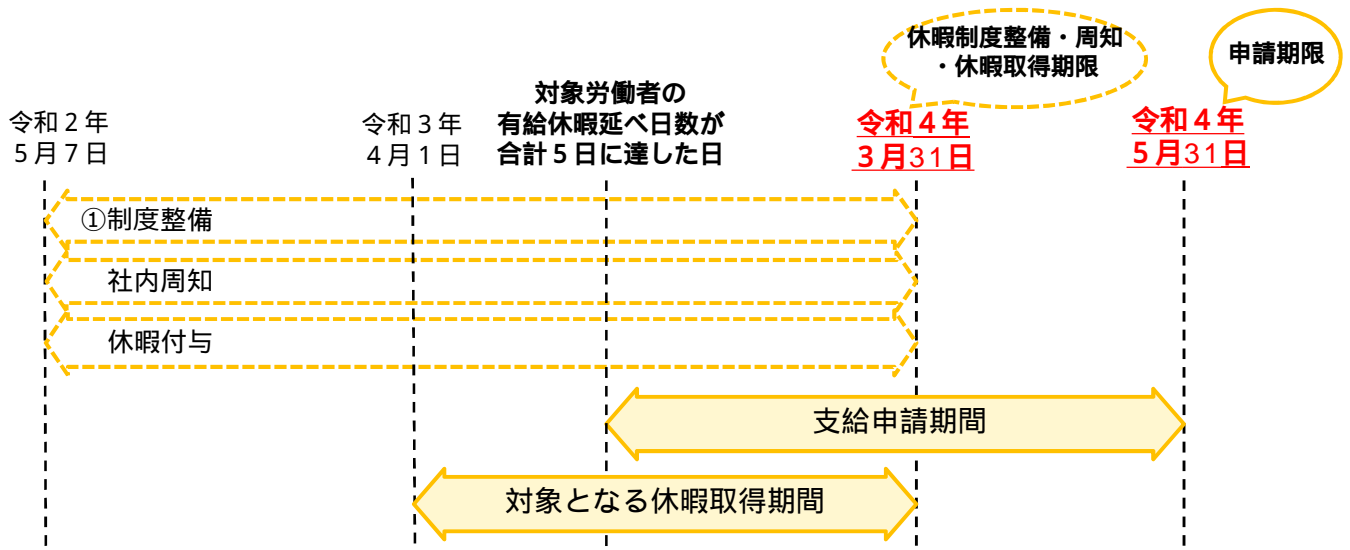 休暇制度整備・周知
・休暇取得期限
申請期限
令和２年
５月７日
令和３年
４月１日
対象労働者の
有給休暇延べ日数が
合計５日に達した日
令和４年
３月31日
令和４年
５月31日
①制度整備
社内周知
休暇付与
支給申請期間
対象となる休暇取得期間